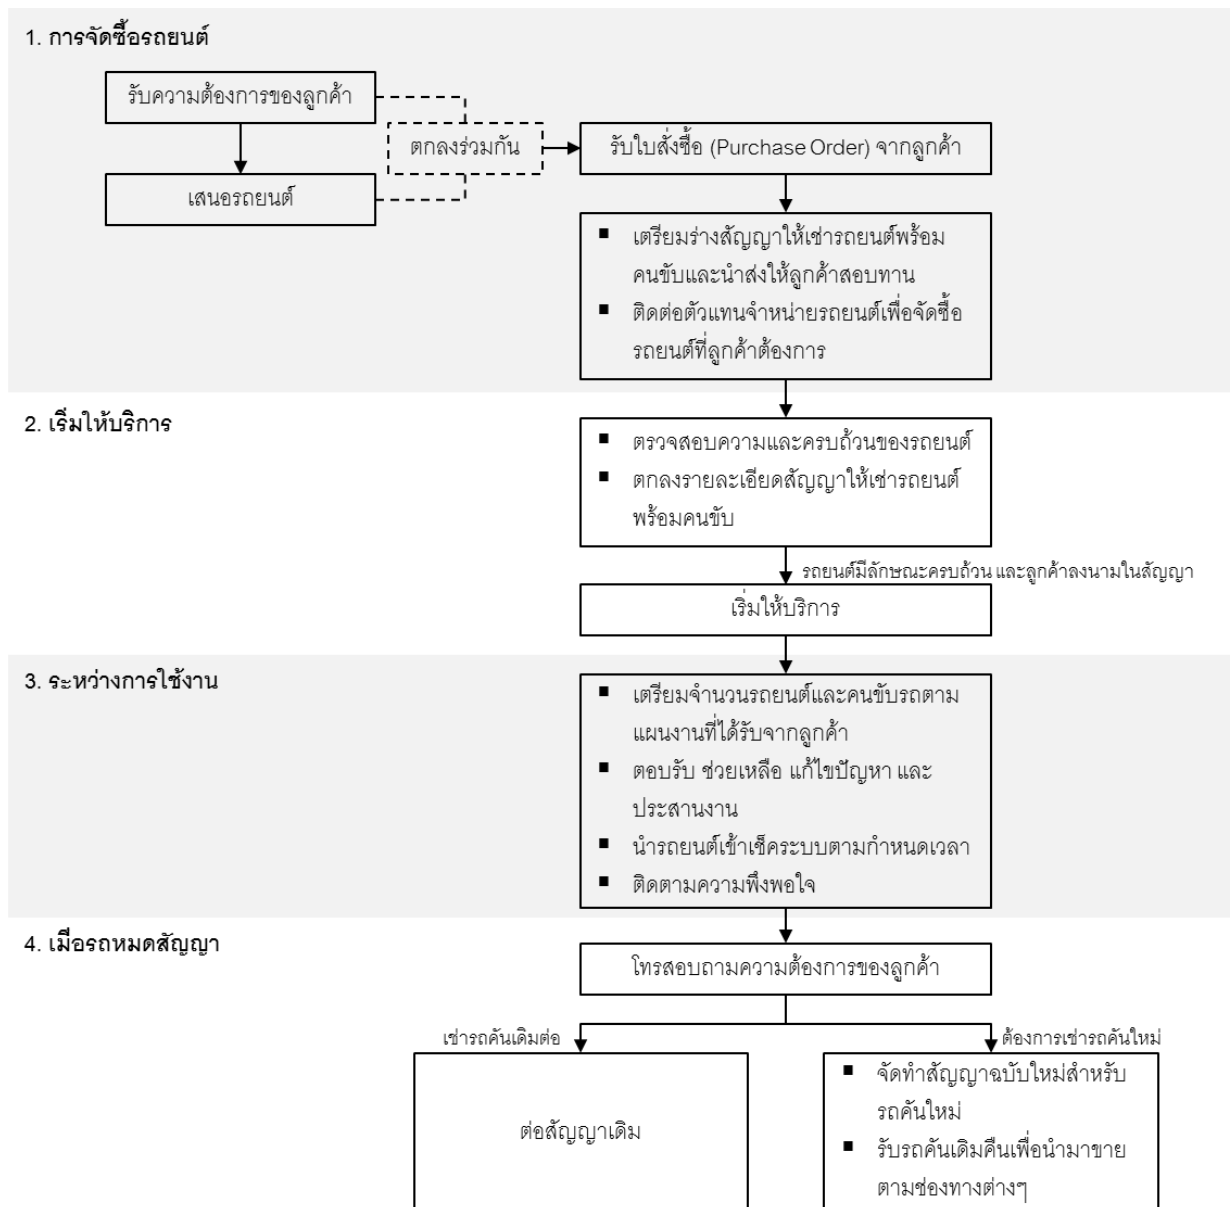 1. การจัดซื้อรถยนต์
รับความต้องการของลูกค้า
ตกลงร่วมกัน
รับใบสั่งซื้อ (Purchase Order) จากลูกค้า
เสนอรถยนต์
■ เตรียมร่างสัญญาให้เช่ารถยนต์พร้อม
คนขับและนำส่งให้ลูกค้าสอบทาน
■ ติดต่อตัวแทนจำหน่ายรถยนต์เพื่อจัดซื้อ
รถยนต์ที่ลูกค้าต้องการ
2. เริ่มให้บริการ
■ ตรวจสอบความและครบถ้วนของรถยนต์
■ ตกลงรายละเอียดสัญญาให้เช่ารถยนต์
พร้อมคนขับ
รถยนต์มีลักษณะครบถ้วน และลูกค้าลงนามในสัญญา
เริ่มให้บริการ
3. ระหว่างการใช้งาน
■ เตรียมจำนวนรถยนต์และคนขับรถตาม
แผนงานที่ได้รับจากลูกค้า
■ ตอบรับ ช่วยเหลือ แก้ไขปัญหา และ
ประสานงาน
■ นำรถยนต์เข้าเช็คระบบตามกำหนดเวลา
■ ติดตามความพึงพอใจ
4. เมื่อรถหมดสัญญา
โทรสอบถามความต้องการของลูกค้า
เช่ารถคันเดิมต่อ
ต้องการเช่ารถคันใหม่
ต่อสัญญาเดิม
■ จัดทำสัญญาฉบับใหม่สำหรับ
รถคันใหม่
■ รับรถคันเดิมคืนเพื่อนำมาขาย
ตามช่องทางต่างๆ